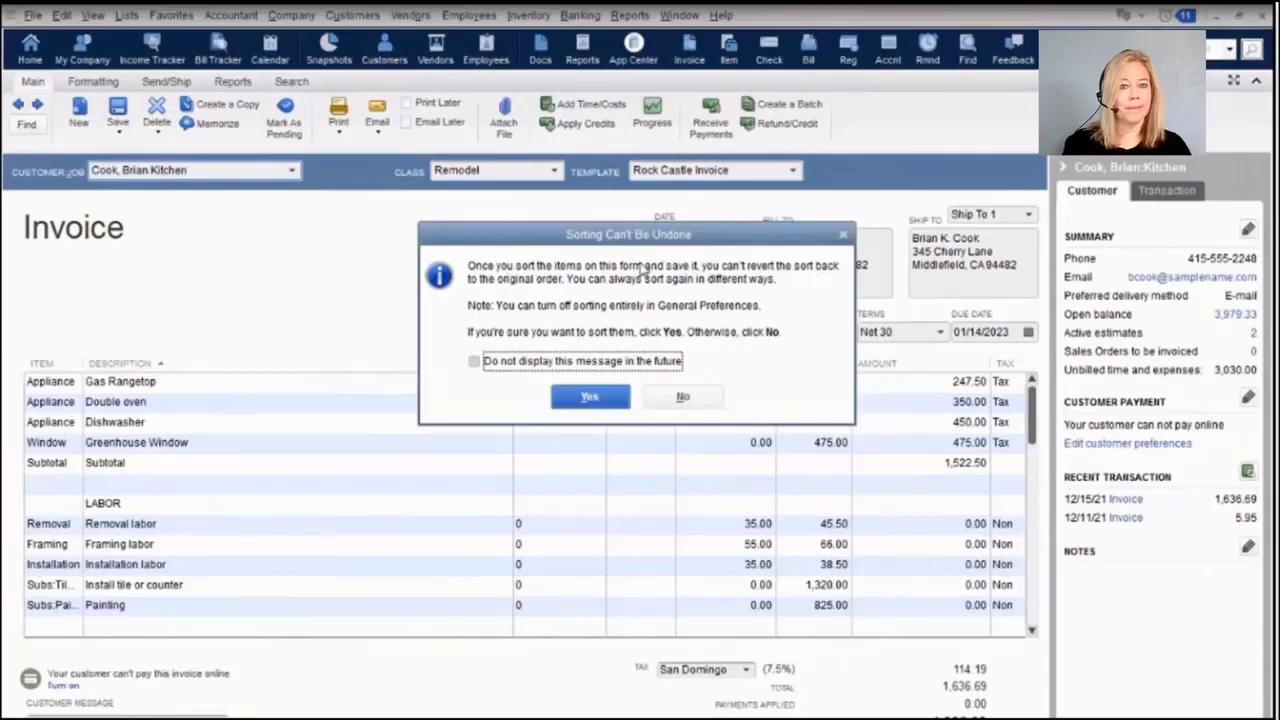 File Edit View Lists Favorites Accountant Company Customers Vendors Employees Inventory Banking Reports Window Help
11
Home My Company Income Tracker Bill Tracker Calendar Snapshots Customers Vendors Employees Docs Reports App Center Invoice Item Check Bill Reg Accnt Rmnd Find Feedback
Main Formatting Send/Ship Reports Search
Find New Save Delete Create a Copy Memorize Mark As Pending Print Email Print Later Email Later Attach File Add Time/Costs Apply Credits Progress Receive Payments Create a Batch Refund/Credit
CUSTOMER:JOB Cook, Brian:Kitchen CLASS Remodel TEMPLATE Rock Castle Invoice
Invoice
DATE
BILL TO
SHIP TO Ship To 1
Brian K. Cook
345 Cherry Lane
Middlefield, CA 94482
TERMS DUE DATE
Net 30 01/14/2023
Sorting Can't Be Undone
Once you sort the items on this form and save it, you can't revert the sort back
to the original order. You can always sort again in different ways.
Note: You can turn off sorting entirely in General Preferences.
If you're sure you want to sort them, click Yes. Otherwise, click No.
Do not display this message in the future
Yes No
ITEM DESCRIPTION AMOUNT TAX
Appliance Gas Rangetop 247.50 Tax
Appliance Double oven 350.00 Tax
Appliance Dishwasher 450.00 Tax
Window Greenhouse Window 0.00 475.00 475.00 Tax
Subtotal Subtotal 1,522.50
LABOR
Removal Removal labor 0 35.00 45.50 0.00 Non
Framing Framing labor 0 55.00 66.00 0.00 Non
Installation Installation labor 0 35.00 38.50 0.00 Non
Subs:Til... Install tile or counter 0 0.00 1,320.00 0.00 Non
Subs:Pai... Painting 0 0.00 825.00 0.00 Non
Your customer can't pay this invoice online
Turn on
CUSTOMER MESSAGE
TAX San Domingo (7.5%) 114.19
TOTAL 1,636.69
PAYMENTS APPLIED 0.00
Cook, Brian:Kitchen
Customer Transaction
SUMMARY
Phone 415-555-2248
Email bcook@samplename.com
Preferred delivery method E-mail
Open balance 3,979.33
Active estimates 2
Sales Orders to be invoiced 0
Unbilled time and expenses: 3,030.00
CUSTOMER PAYMENT
Your customer can not pay online
Edit customer preferences
RECENT TRANSACTION
12/15/21 Invoice 1,636.69
12/11/21 Invoice 5.95
NOTES